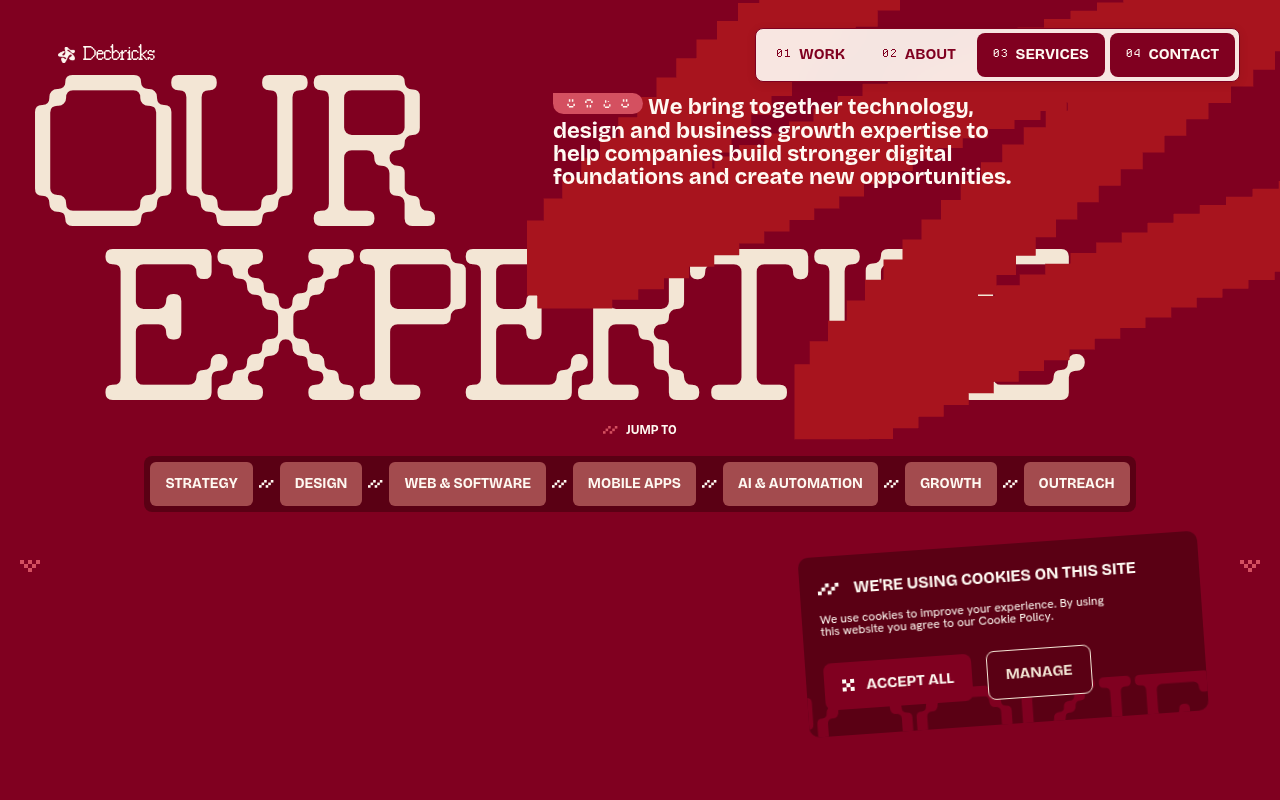 Decbricks
01 WORK
02 ABOUT
03 SERVICES
04 CONTACT
OUR
We bring together technology,
design and business growth expertise to
help companies build stronger digital
foundations and create new opportunities.
EXPERTISE
JUMP TO
STRATEGY
DESIGN
WEB & SOFTWARE
MOBILE APPS
AI & AUTOMATION
GROWTH
OUTREACH
WE'RE USING COOKIES ON THIS SITE
We use cookies to improve your experience. By using
this website you agree to our Cookie Policy.
ACCEPT ALL
MANAGE